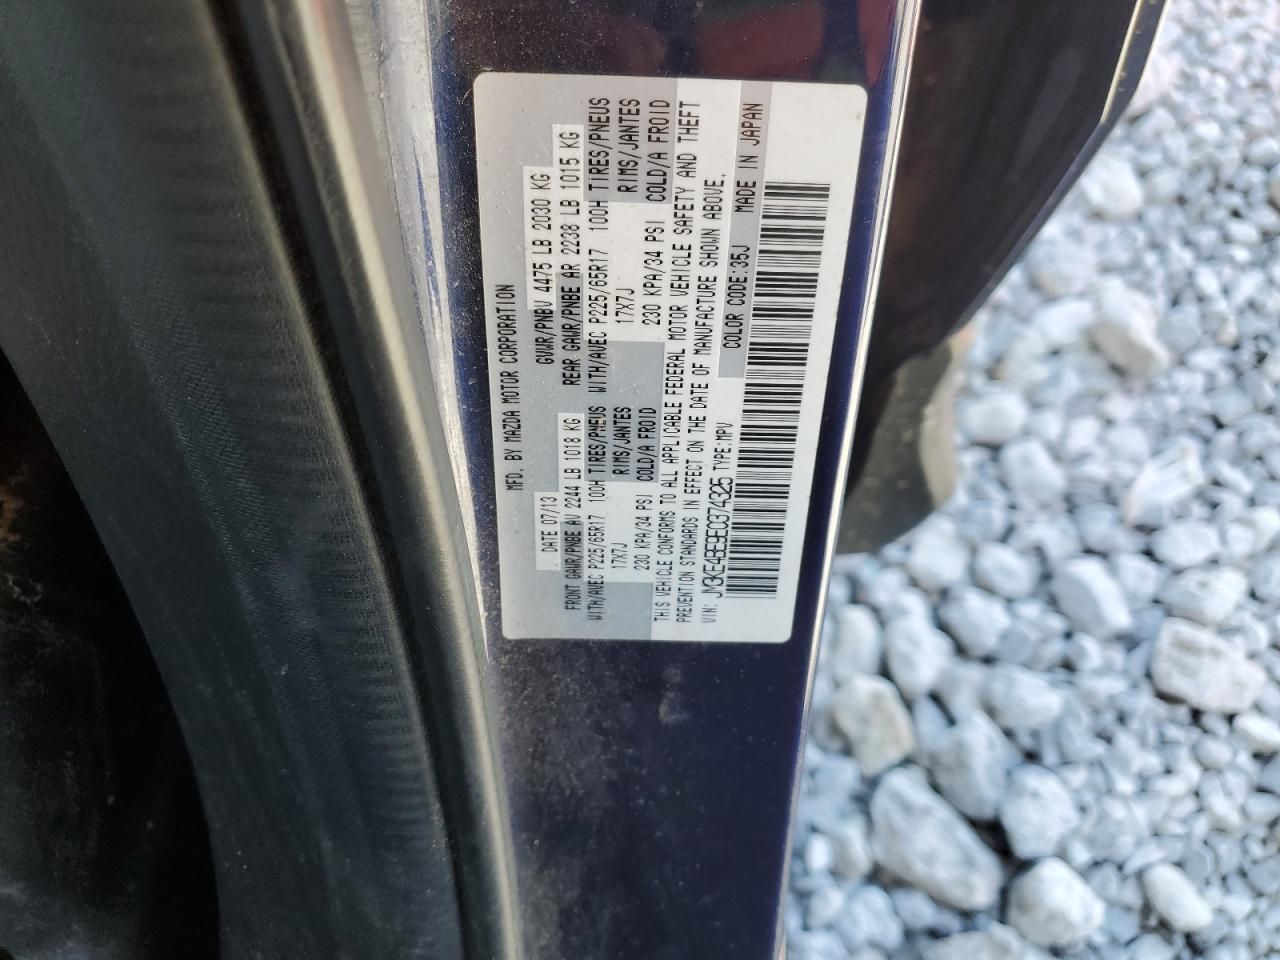 MFD. BY MAZDA MOTOR CORPORATION
DATE 07/13 GVWR/PNBV 4475 LB 2030 KG
FRONT GAWR/PNBE AV 2244 LB 1018 KG REAR GAWR/PNBE AR 2238 LB 1015 KG
WITH/AVEC P225/65R17 100H TIRES/PNEUS WITH/AVEC P225/65R17 100H TIRES/PNEUS
17X7J RIMS/JANTES 17X7J RIMS/JANTES
230 KPA/34 PSI COLD/A FROID 230 KPA/34 PSI COLD/A FROID
THIS VEHICLE CONFORMS TO ALL APPLICABLE FEDERAL MOTOR VEHICLE SAFETY AND THEFT
PREVENTION STANDARDS IN EFFECT ON THE DATE OF MANUFACTURE SHOWN ABOVE.
VIN: JM3KE4BE9E0374325 TYPE:MPV COLOR CODE:35J MADE IN JAPAN